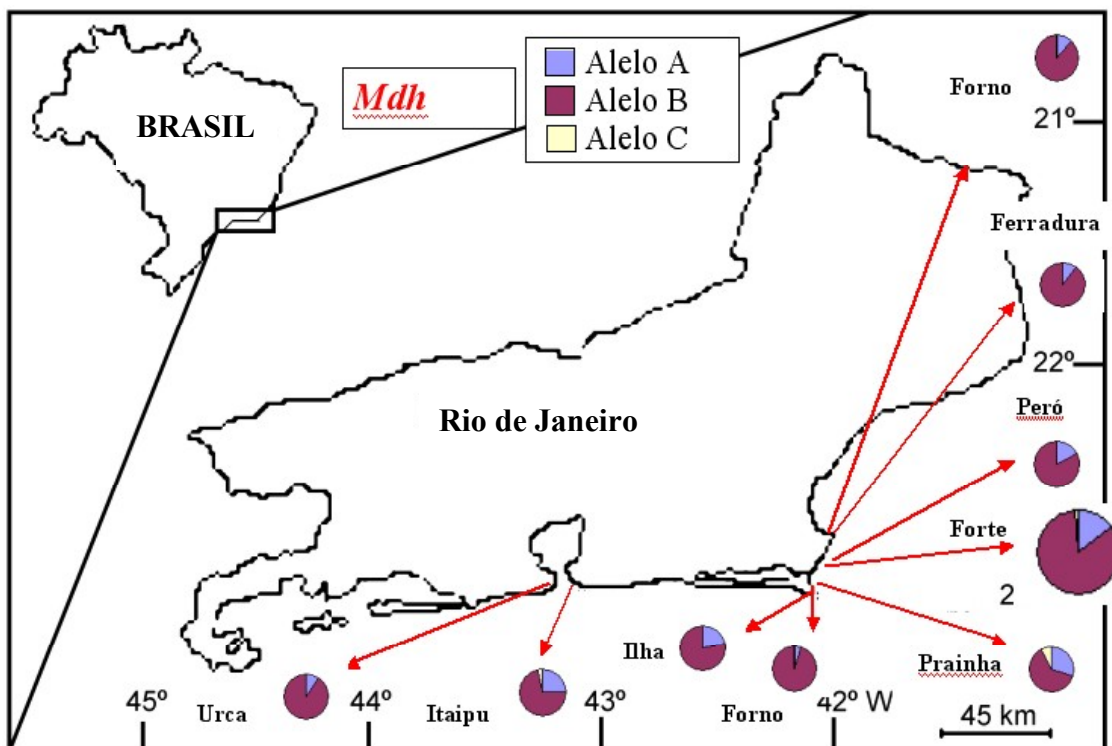 Forno
21º
Ferradura
22º
Peró
Forte
2
Prainha
BRASIL
Mdh
Alelo A
Alelo B
Alelo C
Rio de Janeiro
Ilha
Urca
Itaipu
Forno
45º
44º
43º
42º W
45 km